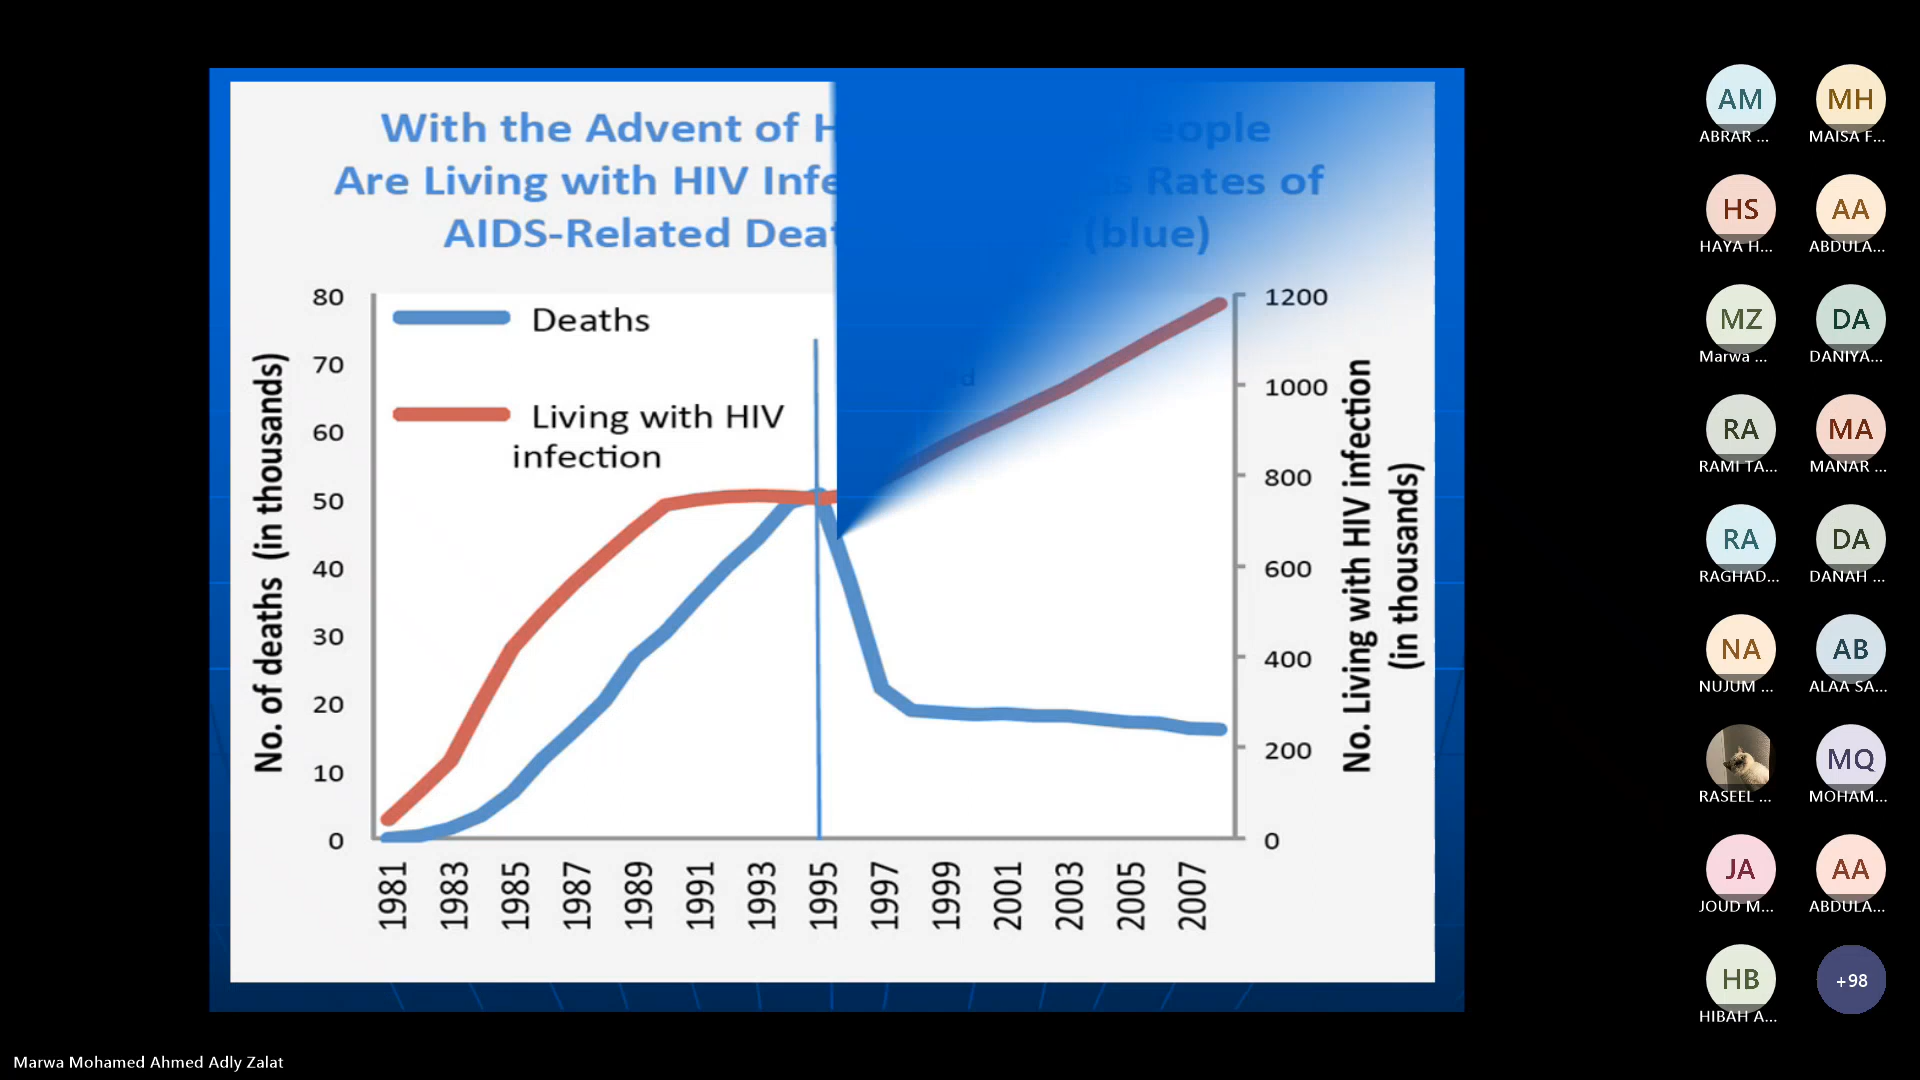 With the Advent of H
eople
Are Living with HIV Infe
s Rates of
AIDS-Related Deat
(blue)
Deaths
Living with HIV
infection
No. of deaths (in thousands)
80
70
60
50
40
30
20
10
0
1200
1000
800
600
400
200
0
No. Living with HIV infection
(in thousands)
1981
1983
1985
1987
1989
1991
1993
1995
1997
1999
2001
2003
2005
2007
AM
ABRAR ...
MH
MAISA F...
HS
HAYA H...
AA
ABDULA...
MZ
Marwa ...
DA
DANIYA...
RA
RAMI TA...
MA
MANAR ...
RA
RAGHAD...
DA
DANAH ...
NA
NUJUM ...
AB
ALAA SA...
RASEEL ...
MQ
MOHAM...
JA
JOUD M...
AA
ABDULA...
HB
HIBAH A...
+98
Marwa Mohamed Ahmed Adly Zalat